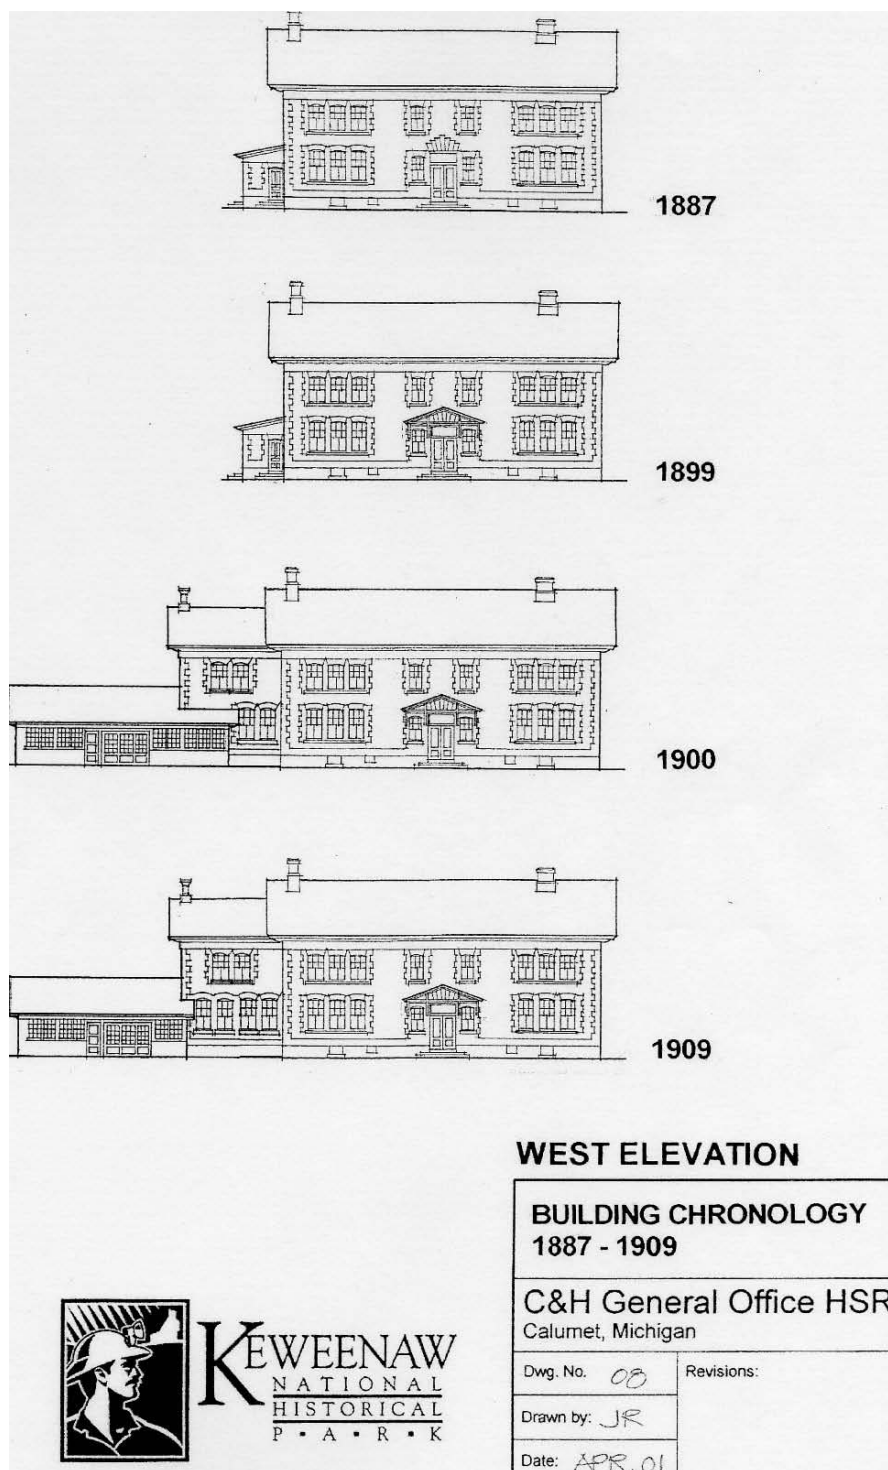 1887
1899
1900
1909
WEST ELEVATION
BUILDING CHRONOLOGY
1887 - 1909
C&H General Office HSR
Calumet, Michigan
Dwg. No. 08
Revisions:
Drawn by: JR
Date: APR. 01
KEWEENAW
NATIONAL
HISTORICAL
P • A • R • K